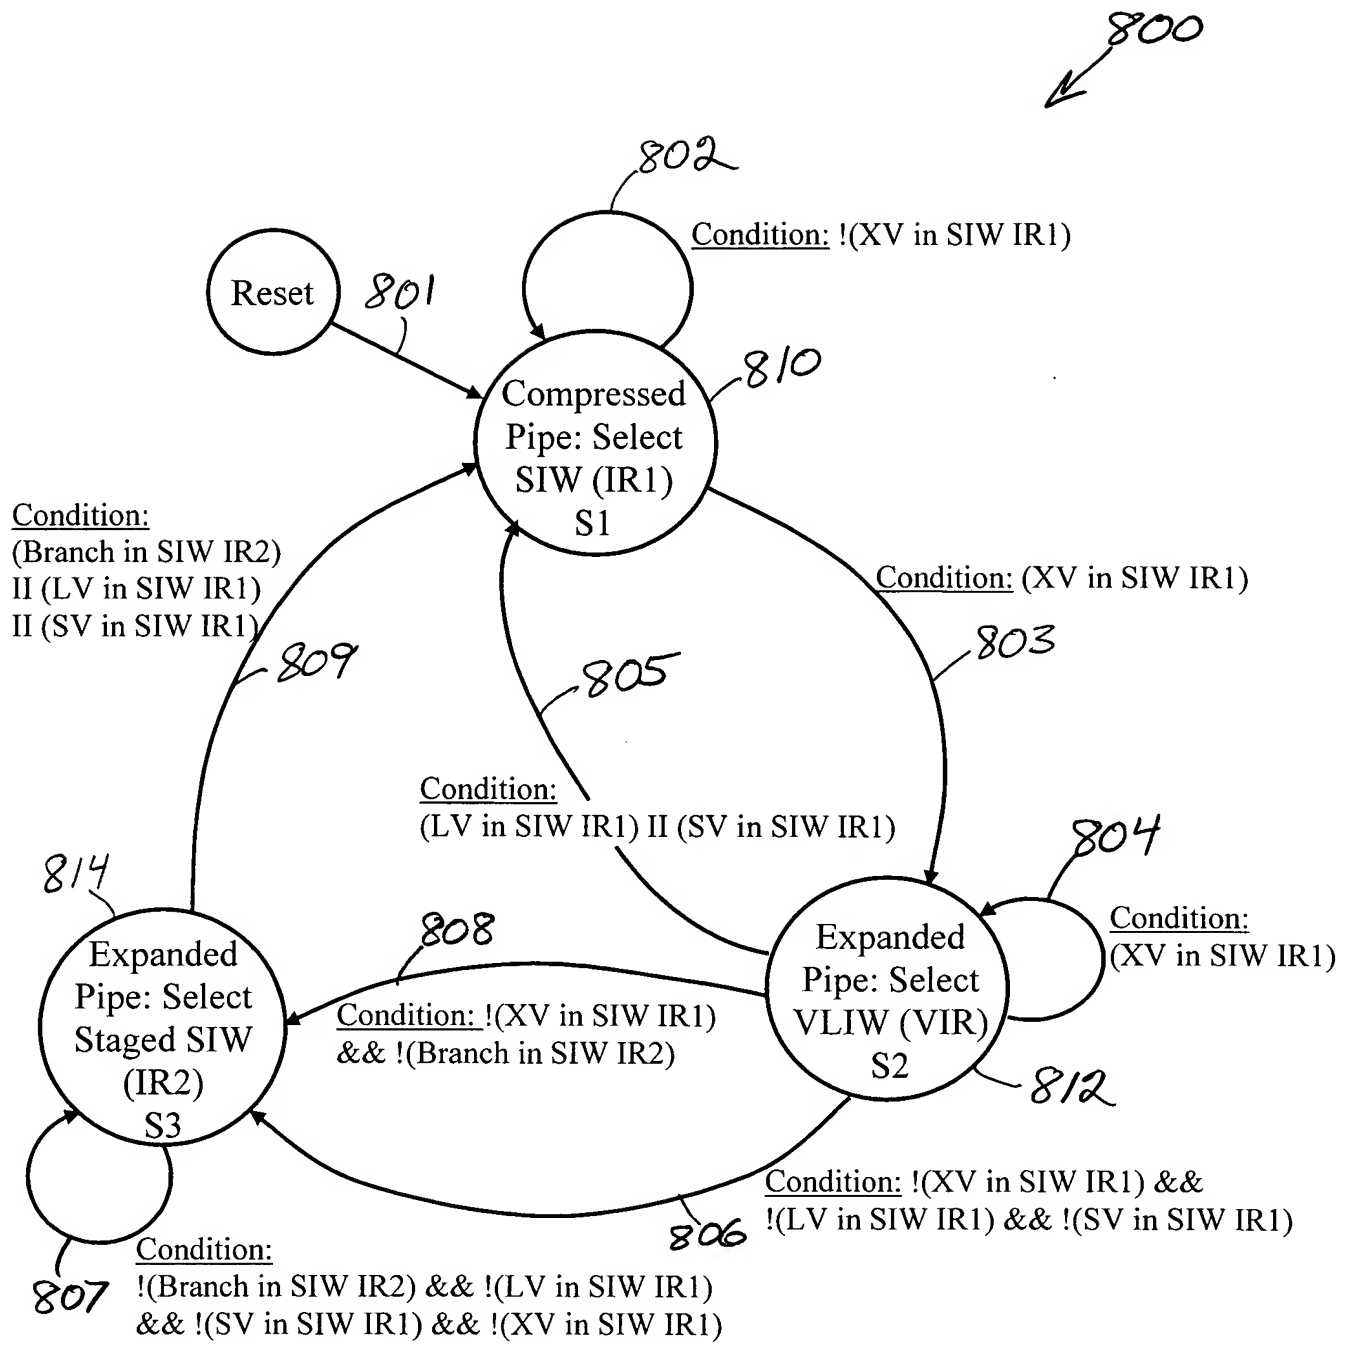 800
802
Condition: !(XV in SIW IR1)
Reset
801
810
Compressed
Pipe: Select
SIW (IR1)
S1
Condition:
(Branch in SIW IR2)
II (LV in SIW IR1)
II (SV in SIW IR1)
Condition: (XV in SIW IR1)
803
809
805
Condition:
(LV in SIW IR1) II (SV in SIW IR1)
804
814
808
Condition:
(XV in SIW IR1)
Expanded
Pipe: Select
VLIW (VIR)
S2
Expanded
Pipe: Select
Staged SIW
(IR2)
S3
Condition: !(XV in SIW IR1)
&& !(Branch in SIW IR2)
812
Condition: !(XV in SIW IR1) &&
!(LV in SIW IR1) && !(SV in SIW IR1)
806
807
Condition:
!(Branch in SIW IR2) && !(LV in SIW IR1)
&& !(SV in SIW IR1) && !(XV in SIW IR1)